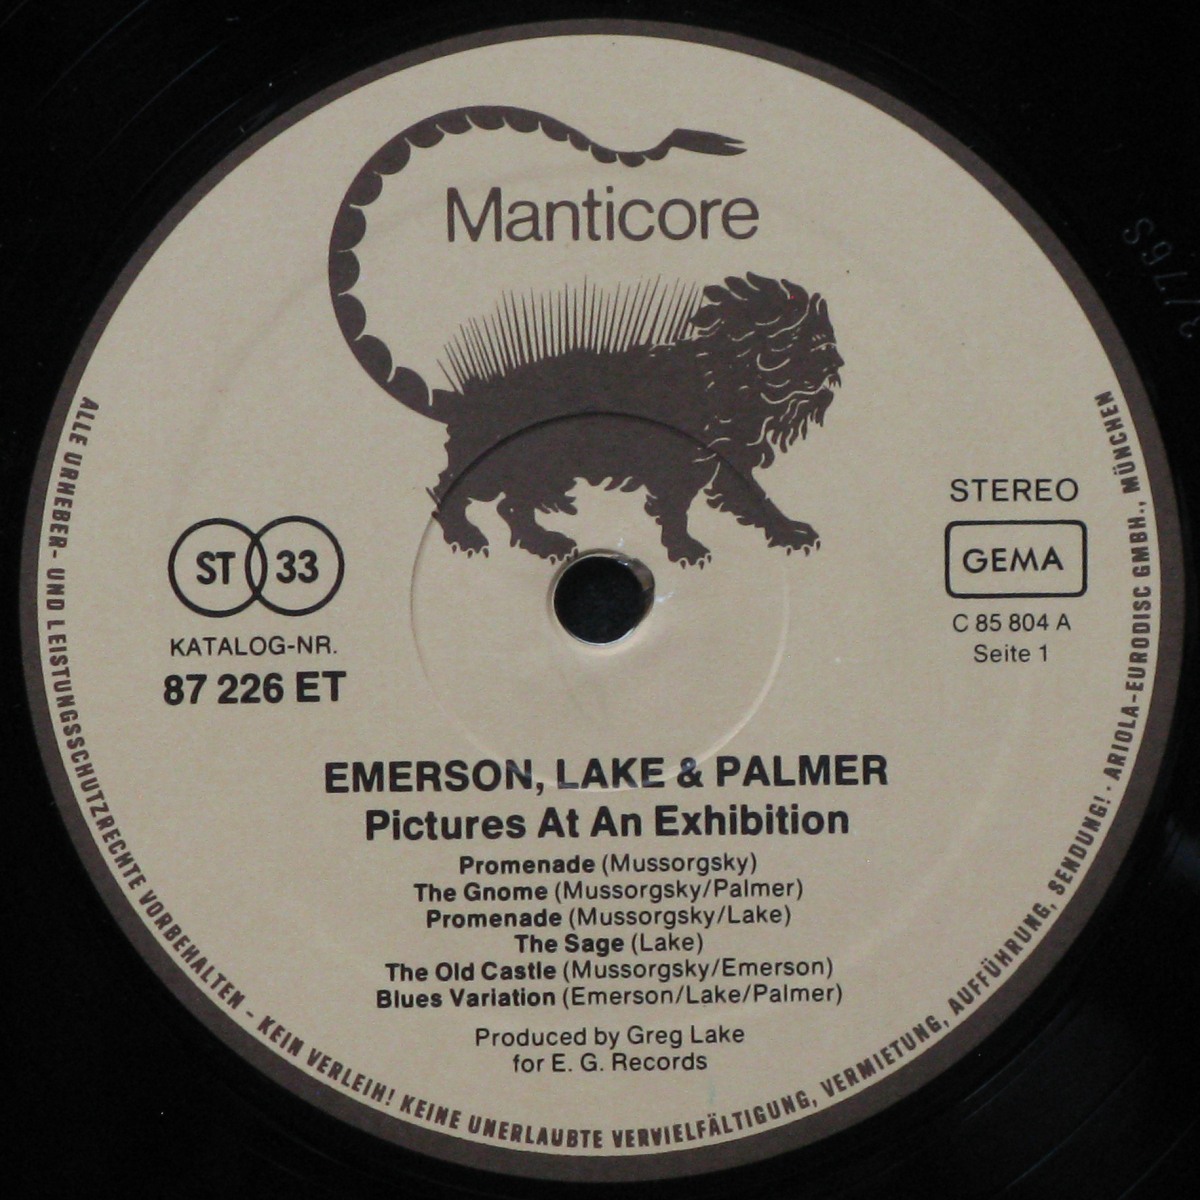 Manticore
STEREO
GEMA
C 85 804 A
Seite 1
ST 33
KATALOG-NR.
87 226 ET
EMERSON, LAKE & PALMER
Pictures At An Exhibition
Promenade (Mussorgsky)
The Gnome (Mussorgsky/Palmer)
Promenade (Mussorgsky/Lake)
The Sage (Lake)
The Old Castle (Mussorgsky/Emerson)
Blues Variation (Emerson/Lake/Palmer)
Produced by Greg Lake
for E. G. Records
ALLE URHEBER- UND LEISTUNGSSCHUTZRECHTE VORBEHALTEN - KEIN VERLEIH! KEINE UNERLAUBTE VERVIELFÄLTIGUNG, VERMIETUNG, AUFFÜHRUNG, SENDUNG! · ARIOLA-EURODISC GMBH., MÜNCHEN